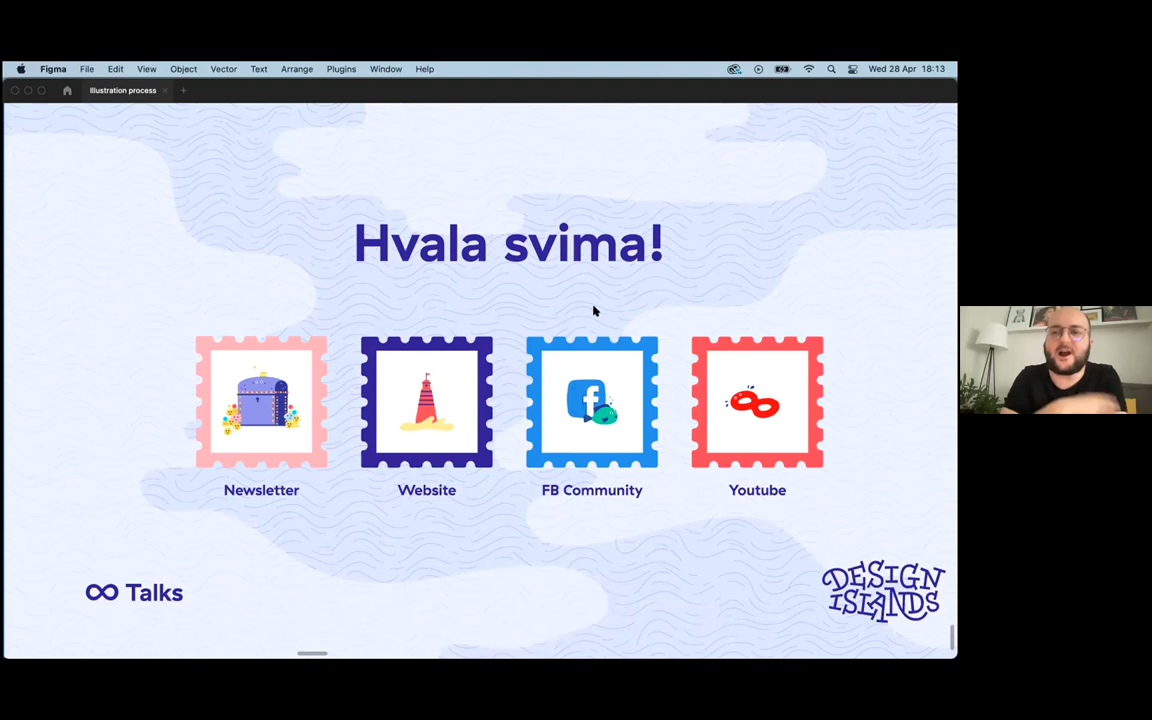 Figma File Edit View Object Vector Text Arrange Plugins Window Help Wed 28 Apr 18:13
Illustration process
Hvala svima!
f
Newsletter Website FB Community Youtube
Talks
DESIGN
ISLANDS